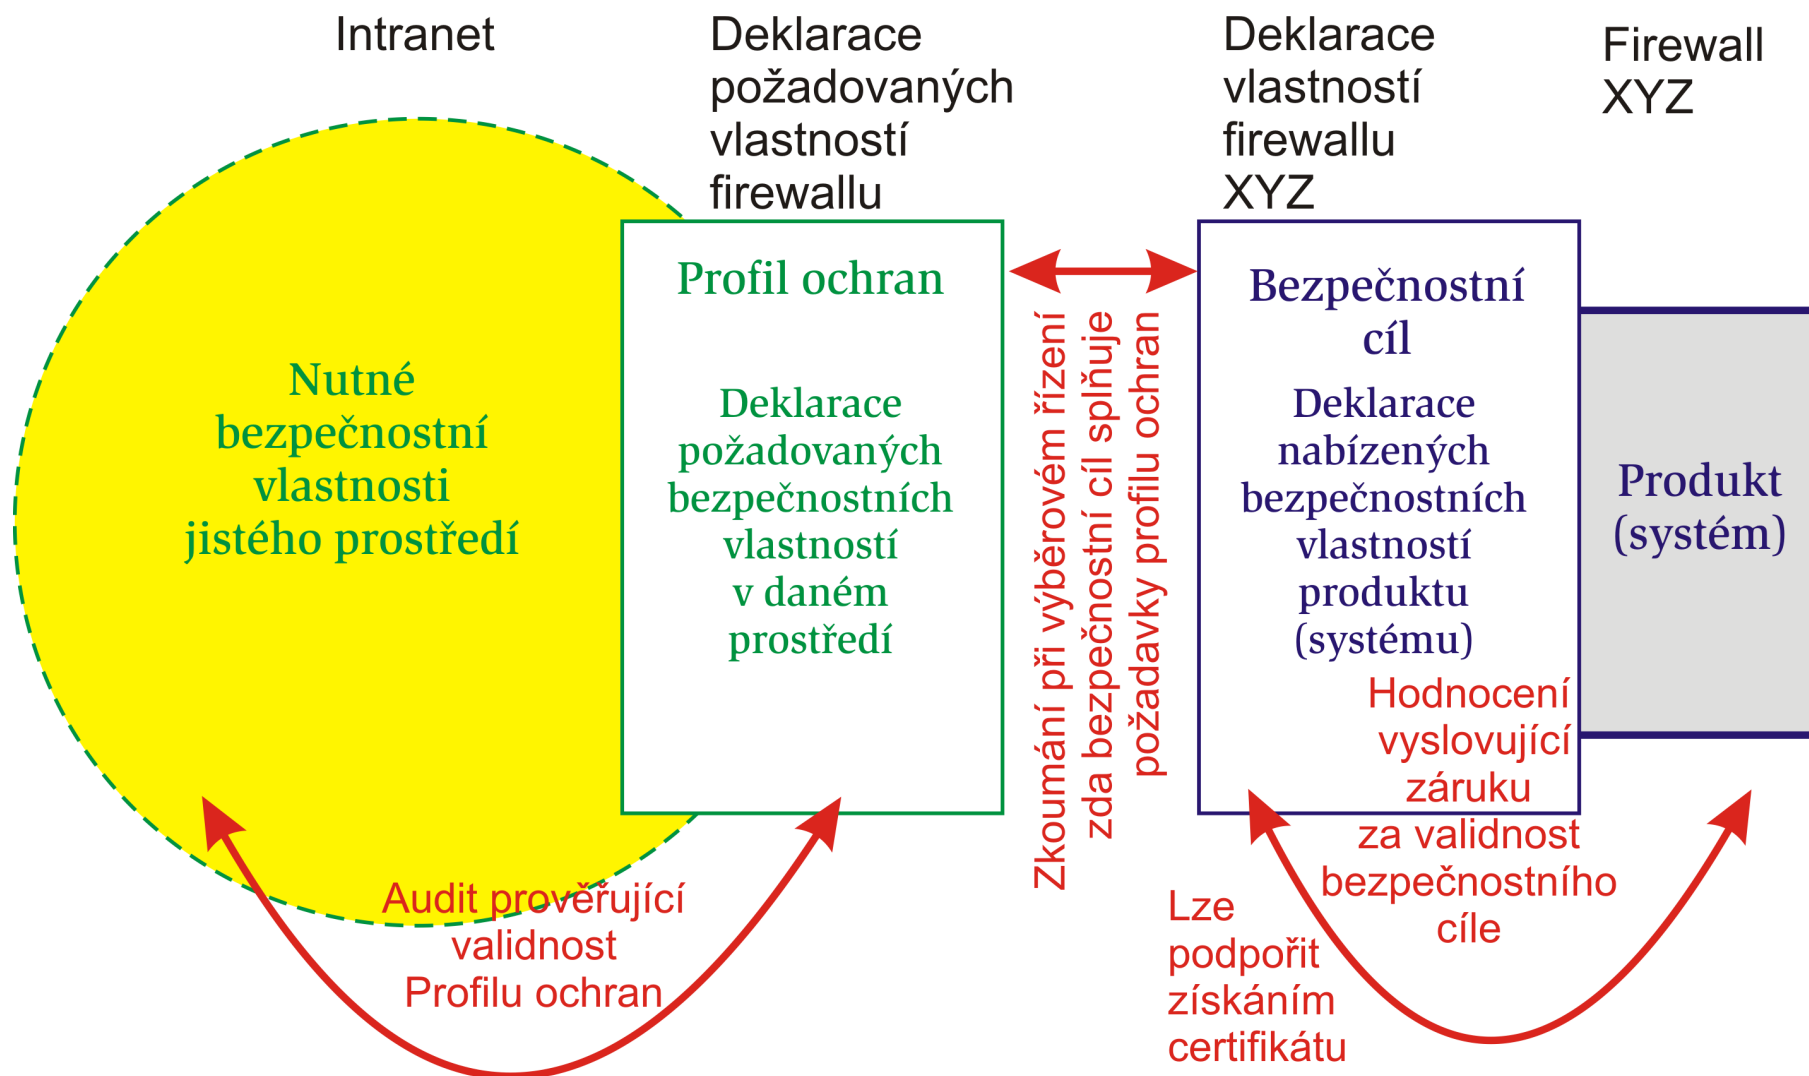 Intranet
Deklarace
požadovaných
vlastností
firewallu
Deklarace
vlastností
firewallu
XYZ
Firewall
XYZ
Nutné
bezpečnostní
vlastnosti
jistého prostředí
Profil ochran
Deklarace
požadovaných
bezpečnostních
vlastností
v daném
prostředí
Zkoumání při výběrovém řízení
zda bezpečnostní cíl splňuje
požadavky profilu ochran
Bezpečnostní
cíl
Deklarace
nabízených
bezpečnostních
vlastností
produktu
(systému)
Produkt
(systém)
Hodnocení
vyslovující
záruku
za validnost
bezpečnostního
cíle
Audit prověřující
validnost
Profilu ochran
Lze
podpořit
získáním
certifikátu